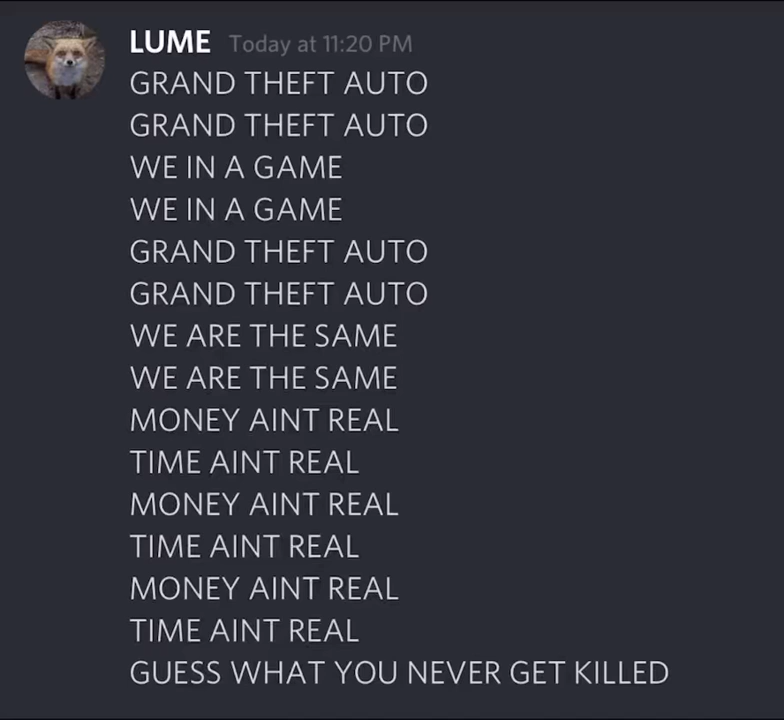 LUME Today at 11:20 PM
GRAND THEFT AUTO
GRAND THEFT AUTO
WE IN A GAME
WE IN A GAME
GRAND THEFT AUTO
GRAND THEFT AUTO
WE ARE THE SAME
WE ARE THE SAME
MONEY AINT REAL
TIME AINT REAL
MONEY AINT REAL
TIME AINT REAL
MONEY AINT REAL
TIME AINT REAL
GUESS WHAT YOU NEVER GET KILLED